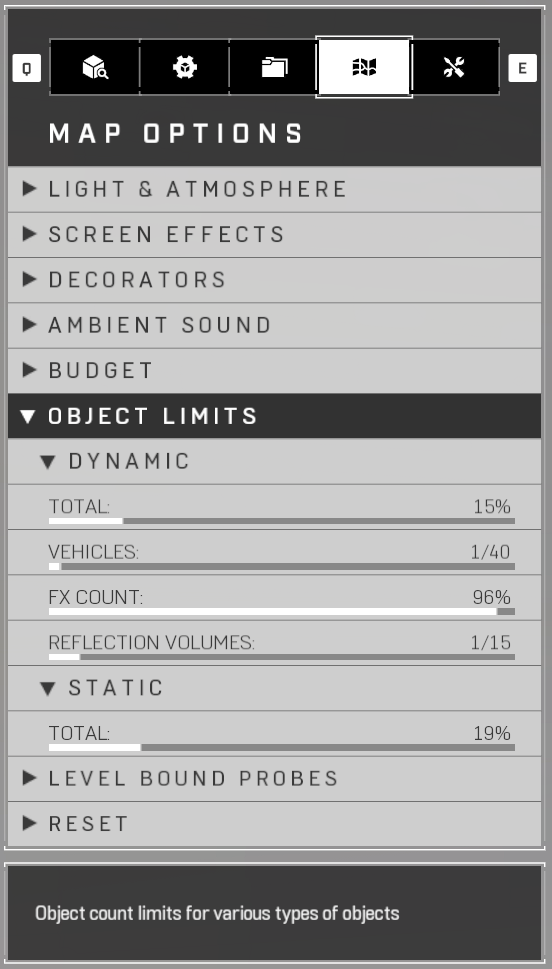 Q
E
MAP OPTIONS
LIGHT & ATMOSPHERE
SCREEN EFFECTS
DECORATORS
AMBIENT SOUND
BUDGET
OBJECT LIMITS
DYNAMIC
TOTAL: 15%
VEHICLES: 1/40
FX COUNT: 96%
REFLECTION VOLUMES: 1/15
STATIC
TOTAL: 19%
LEVEL BOUND PROBES
RESET
Object count limits for various types of objects